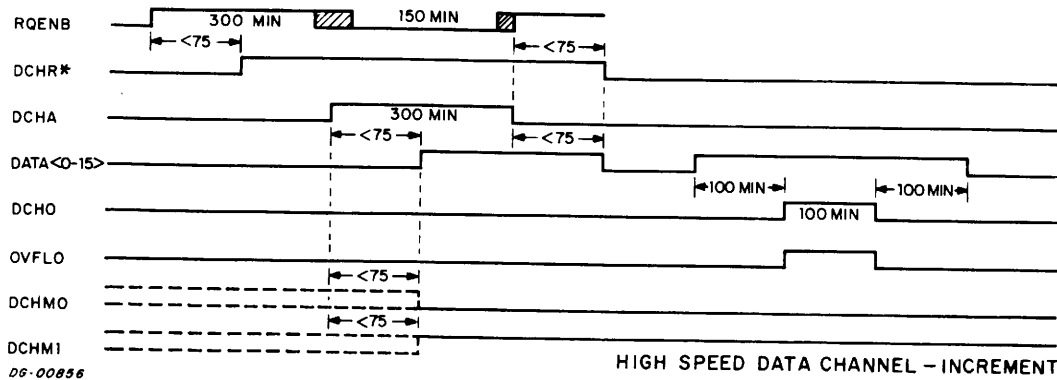 RQENB 300 MIN 150 MIN
<75 <75
DCHR*
DCHA 300 MIN
<75 <75
DATA<0-15>
100 MIN 100 MIN
DCHO 100 MIN
OVFLO
<75
DCHMO
<75
DCHM1
HIGH SPEED DATA CHANNEL - INCREMENT
DG-00856